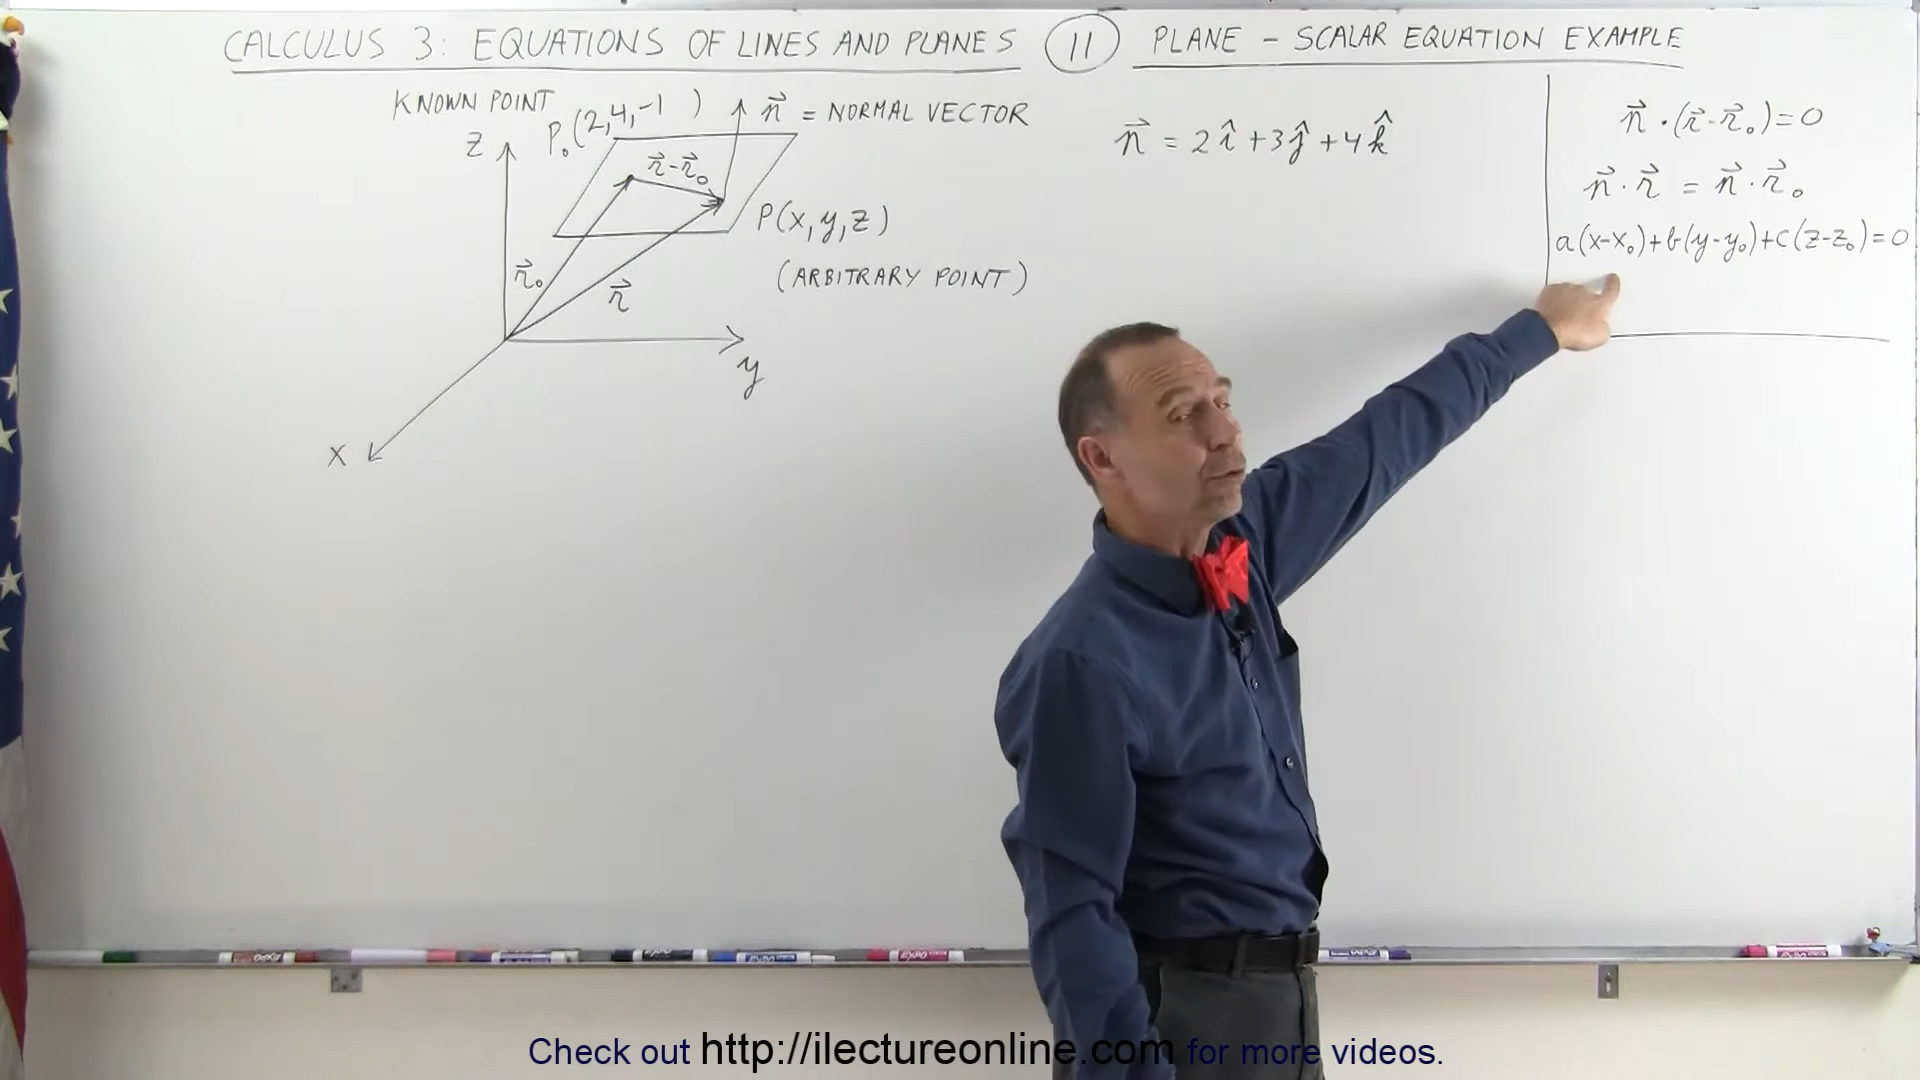 CALCULUS 3: EQUATIONS OF LINES AND PLANES (11) PLANE - SCALAR EQUATION EXAMPLE
KNOWN POINT
P₀(2,4,-1)
n⃗ = NORMAL VECTOR
z
r⃗-r⃗₀
P(x,y,z)
(ARBITRARY POINT)
r⃗₀
r⃗
y
x
n⃗ = 2î+3ĵ+4k̂
n⃗·(r⃗-r⃗₀)=0
n⃗·r⃗ = n⃗·r⃗₀
a(x-x₀)+b(y-y₀)+c(z-z₀)=0
EXPO
Check out http://ilectureonline.com for more videos.